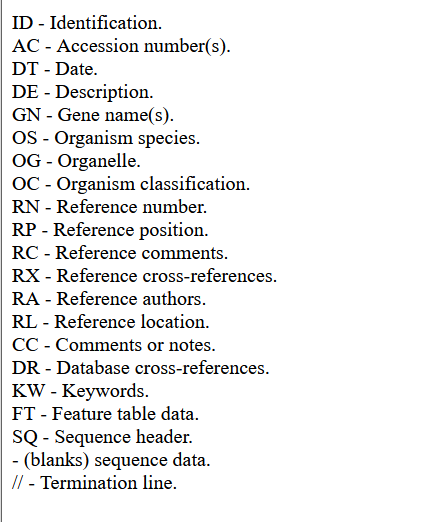 ID - Identification.
AC - Accession number(s).
DT - Date.
DE - Description.
GN - Gene name(s).
OS - Organism species.
OG - Organelle.
OC - Organism classification.
RN - Reference number.
RP - Reference position.
RC - Reference comments.
RX - Reference cross-references.
RA - Reference authors.
RL - Reference location.
CC - Comments or notes.
DR - Database cross-references.
KW - Keywords.
FT - Feature table data.
SQ - Sequence header.
- (blanks) sequence data.
// - Termination line.